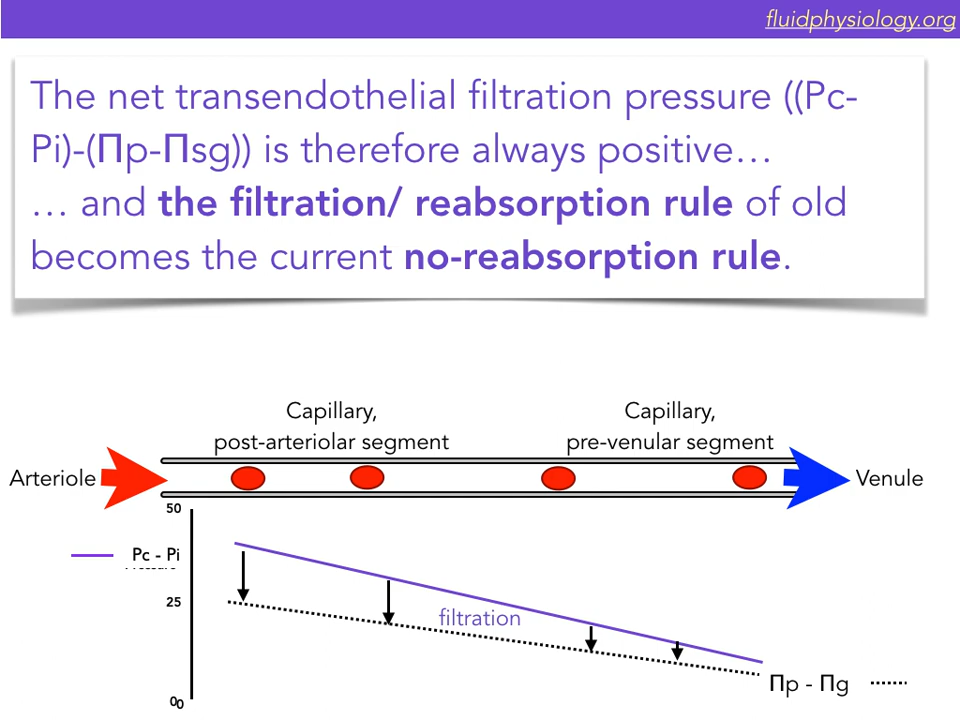 fluidphysiology.org
The net transendothelial filtration pressure ((Pc-
Pi)-(Πp-Πsg)) is therefore always positive…
… and the filtration/ reabsorption rule of old
becomes the current no-reabsorption rule.
Capillary,
post-arteriolar segment
Capillary,
pre-venular segment
Arteriole
Venule
50
Pc - Pi
25
filtration
Πp - Πg
0
0